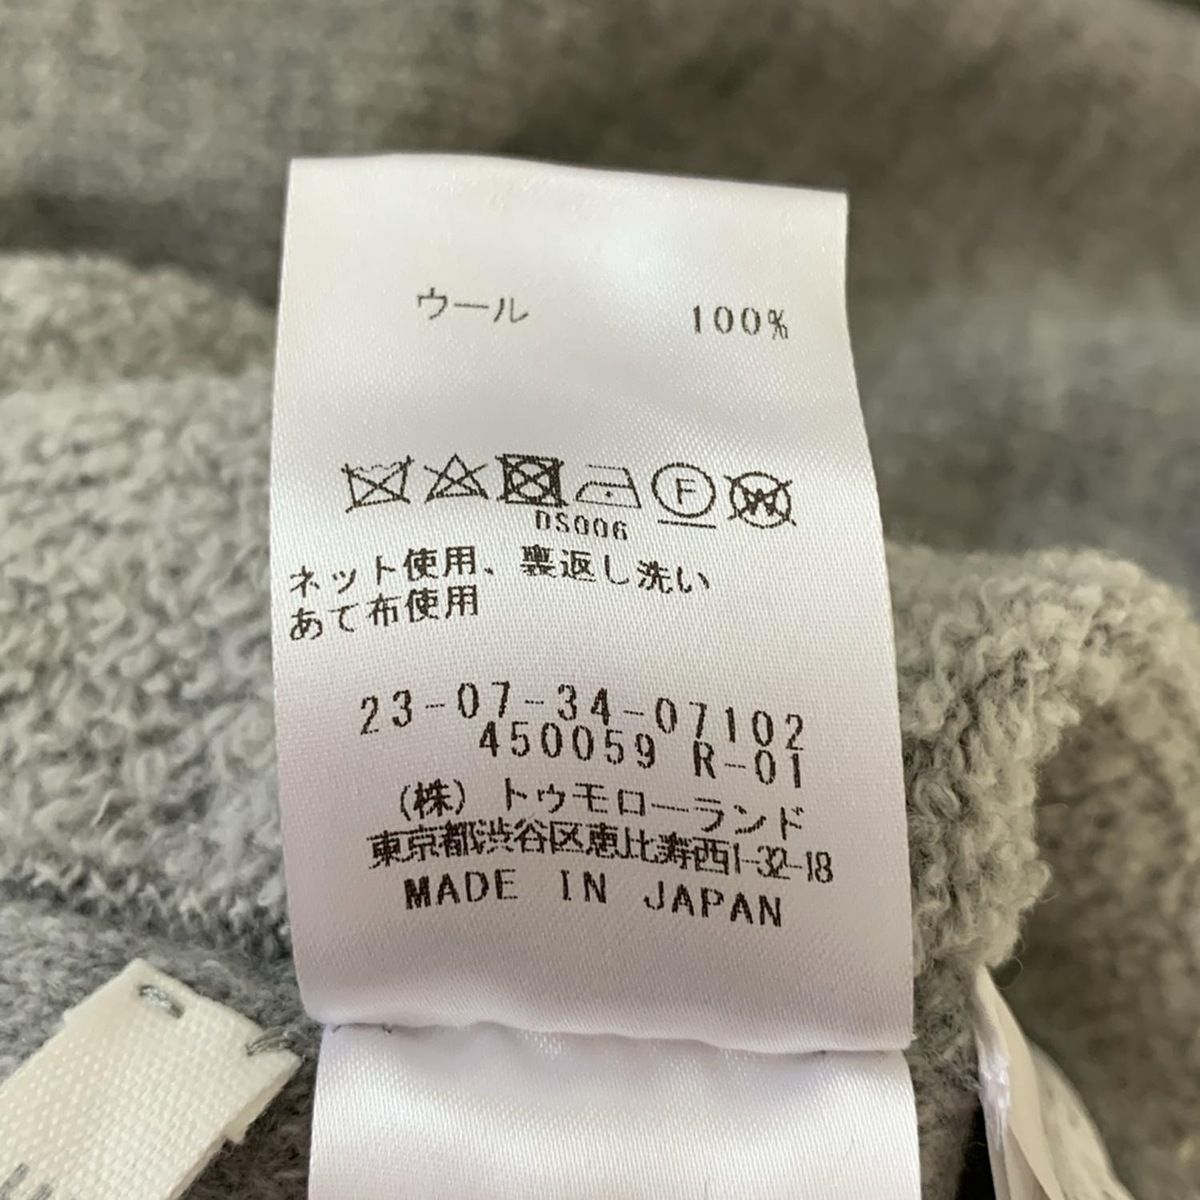 ウール 100%
F W
DS006
ネット使用、裏返し洗い
あて布使用
23-07-34-07102
450059 R-01
(株) トゥモローランド
東京都渋谷区恵比寿西1-32-18
MADE IN JAPAN